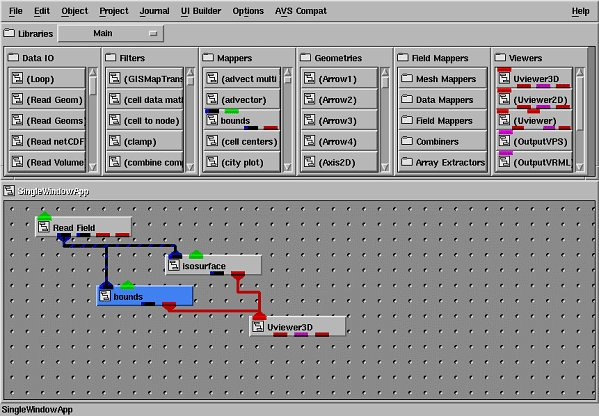 File Edit Object Project Journal UI Builder Options AVS Compat Help
Libraries Main
Data IO Filters Mappers Geometries Field Mappers Viewers
(Loop) (GISMapTrans (advect multi (Arrow1) Mesh Mappers Uviewer3D
(Read Geom) (cell data mat (advector) (Arrow2) Data Mappers (Uviewer2D)
(Read Geoms (cell to node) bounds (Arrow3) Field Mappers (Uviewer)
(Read netCDF (clamp) (cell centers) (Arrow4) Combiners (OutputVPS)
(Read Volume (combine com (city plot) (Axis2D) Array Extractors (OutputVRML
SingleWindowApp
Read Field
isosurface
bounds
Uviewer3D
SingleWindowApp